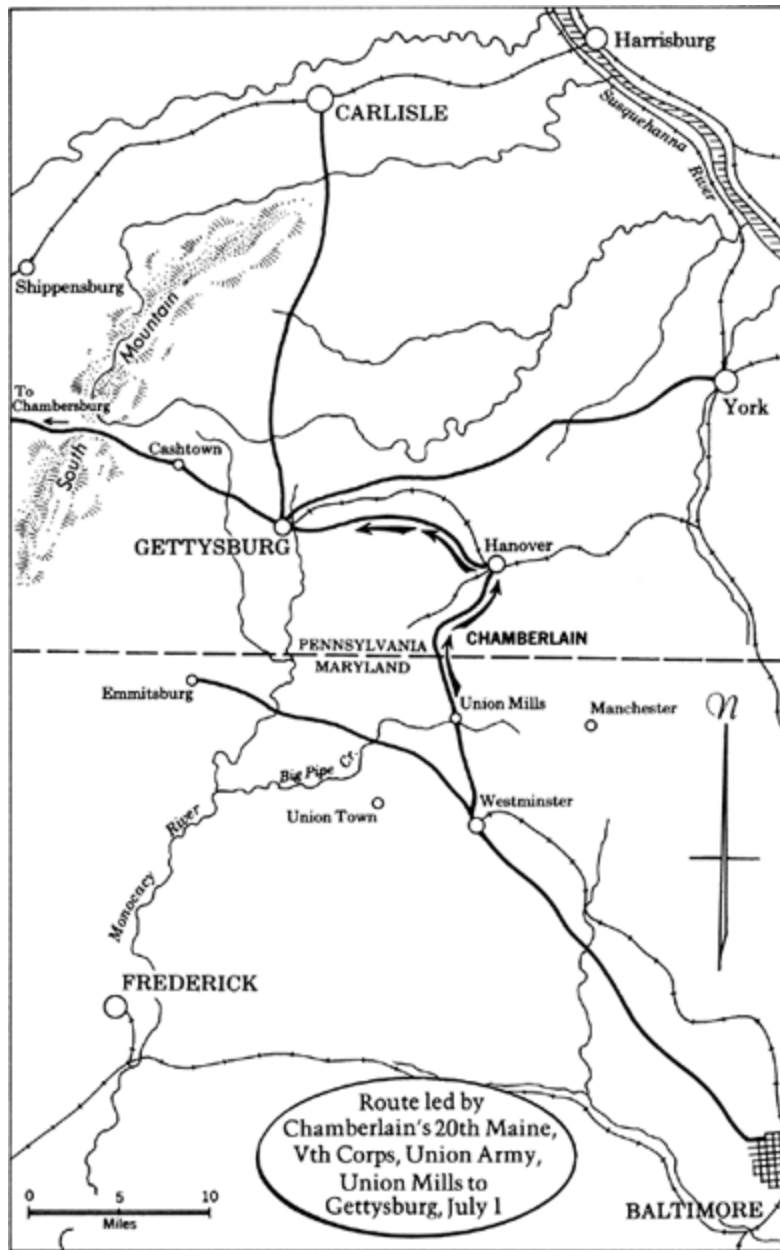 Harrisburg
CARLISLE
Susquehanna
River
Shippensburg
Mountain
To
Chambersburg
York
Cashtown
South
GETTYSBURG
Hanover
CHAMBERLAIN
PENNSYLVANIA
MARYLAND
Emmitsburg
Union Mills
Manchester
N
Big Pipe Cr.
Union Town
Westminster
Monocacy River
FREDERICK
Route led by
Chamberlain's 20th Maine,
Vth Corps, Union Army,
Union Mills to
Gettysburg, July 1
0 5 10
Miles
BALTIMORE